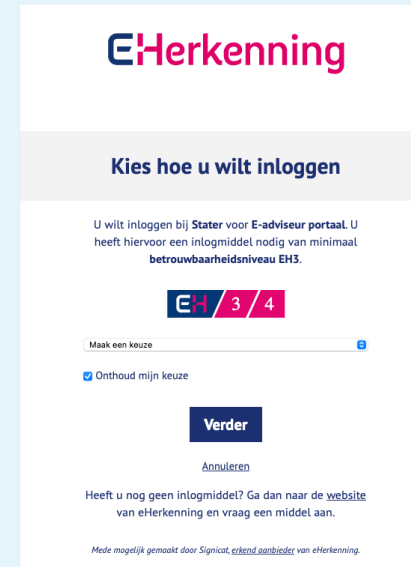 EHerkenning
Kies hoe u wilt inloggen
U wilt inloggen bij Stater voor E-adviseur portaal. U
heeft hiervoor een inlogmiddel nodig van minimaal
betrouwbaarheidsniveau EH3.
EH 3 4
Maak een keuze
Onthoud mijn keuze
Verder
Annuleren
Heeft u nog geen inlogmiddel? Ga dan naar de website
van eHerkenning en vraag een middel aan.
Mede mogelijk gemaakt door Signicat, erkend aanbieder van eHerkenning.